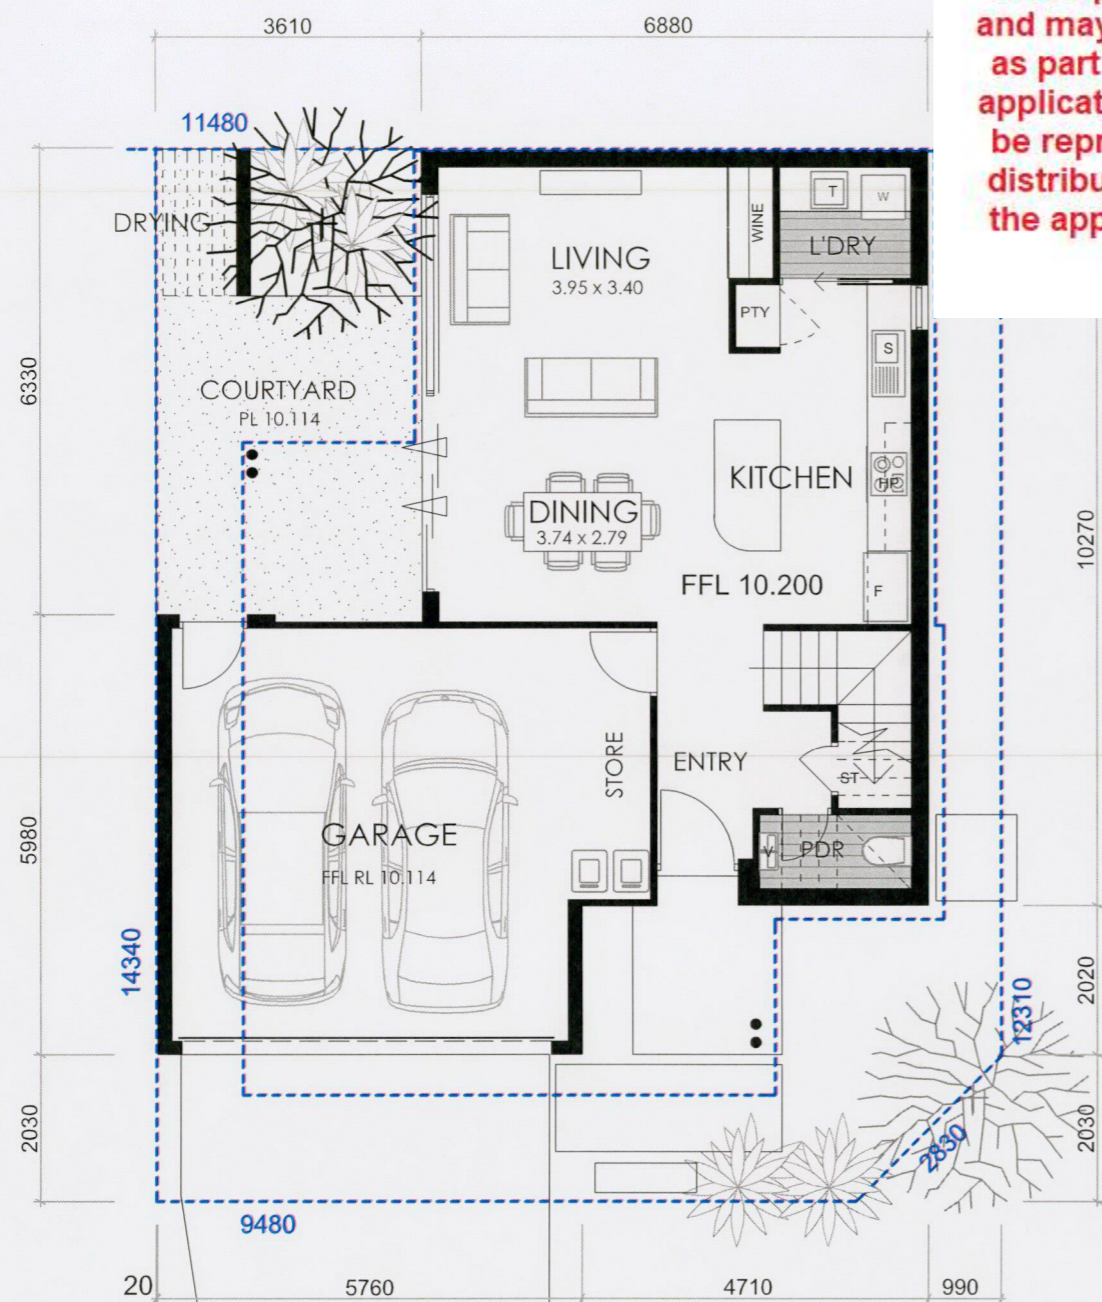 3610
6880
and may
as part
applicat
be repr
distribu
the app
11480
DRYING
T
W
WINE
L'DRY
LIVING
3.95 x 3.40
PTY
S
6330
COURTYARD
PL 10.114
KITCHEN
HP
DINING
3.74 x 2.79
10270
FFL 10.200
F
STORE
ENTRY
ST
5980
GARAGE
V
PDR
FFL RL 10.114
14340
2020
12310
2030
2830
2030
9480
20
5760
4710
990